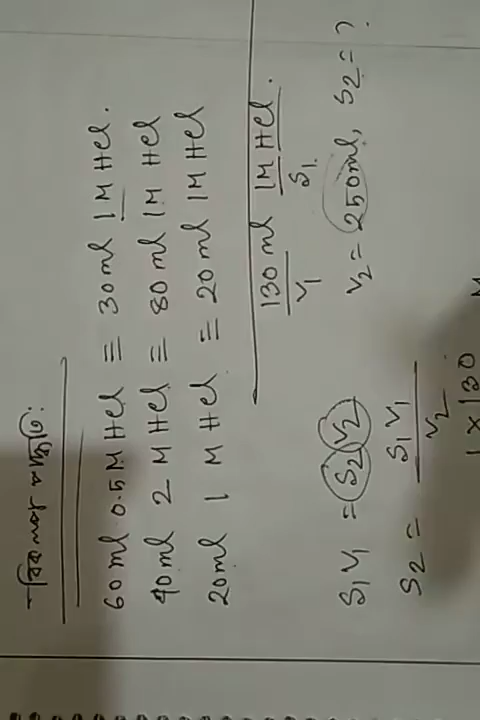 বিকল্প পদ্ধতি:
60 ml 0.5 M HCl ≡ 30 ml 1 M HCl.
40 ml 2 M HCl ≡ 80 ml 1 M HCl
20 ml 1 M HCl ≡ 20 ml 1 M HCl
130 ml 1 M HCl.
V₁ S₁.
S₁V₁ = S₂V₂ V₂ = 250 ml, S₂ = ?
S₂ = S₁V₁ / V₂
1 × 130